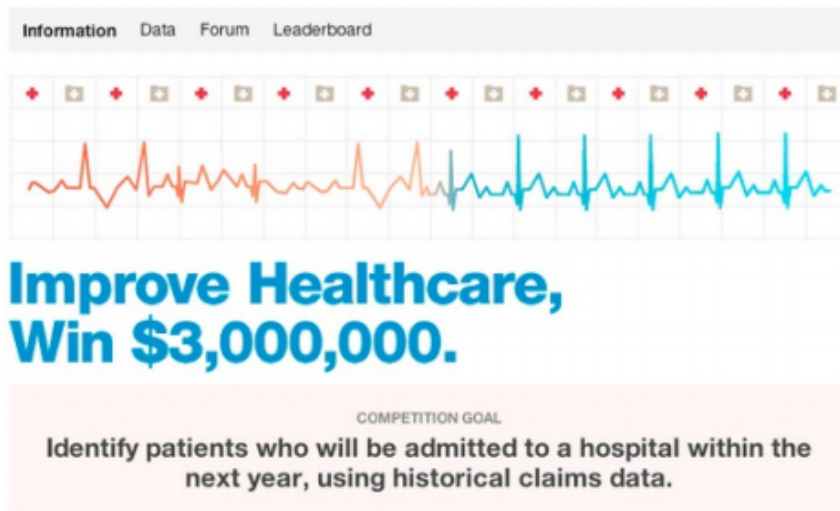 Information Data Forum Leaderboard
Improve Healthcare,
Win $3,000,000.
COMPETITION GOAL
Identify patients who will be admitted to a hospital within the
next year, using historical claims data.